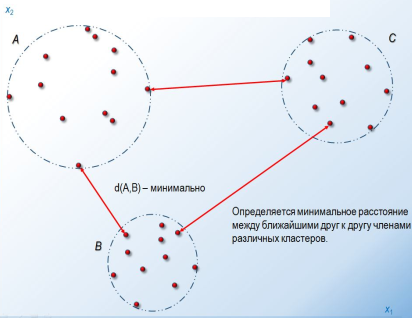 x₂
A
C
d(A,B) – минимально
Определяется минимальное расстояние
между ближайшими друг к другу членами
различных кластеров.
B
x₁